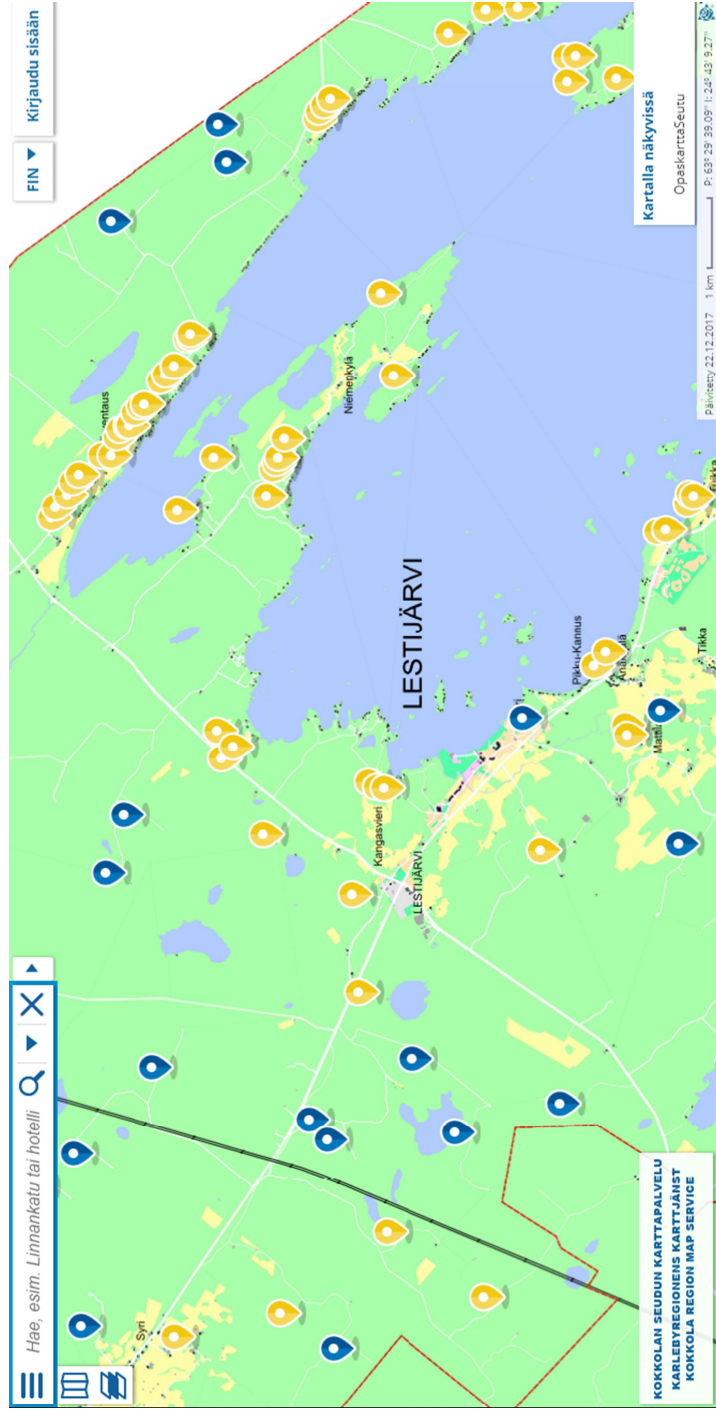 Hae, esim. Linnankatu tai hotelli
FIN
Kirjaudu sisään
Syri
entaus
Niemenkylä
LESTIJÄRVI
Kangasvieri
LESTIJÄRVI
Pikku-Kannus
Tikka
Kartalla näkyvissä
OpaskarttaSeutu
KOKKOLAN SEUDUN KARTTAPALVELU
KARLEBYREGIONENS KARTTJÄNST
KOKKOLA REGION MAP SERVICE
Päivitetty 22.12.2017 1 km P: 63° 29' 39.09" I: 24° 43' 9.27"